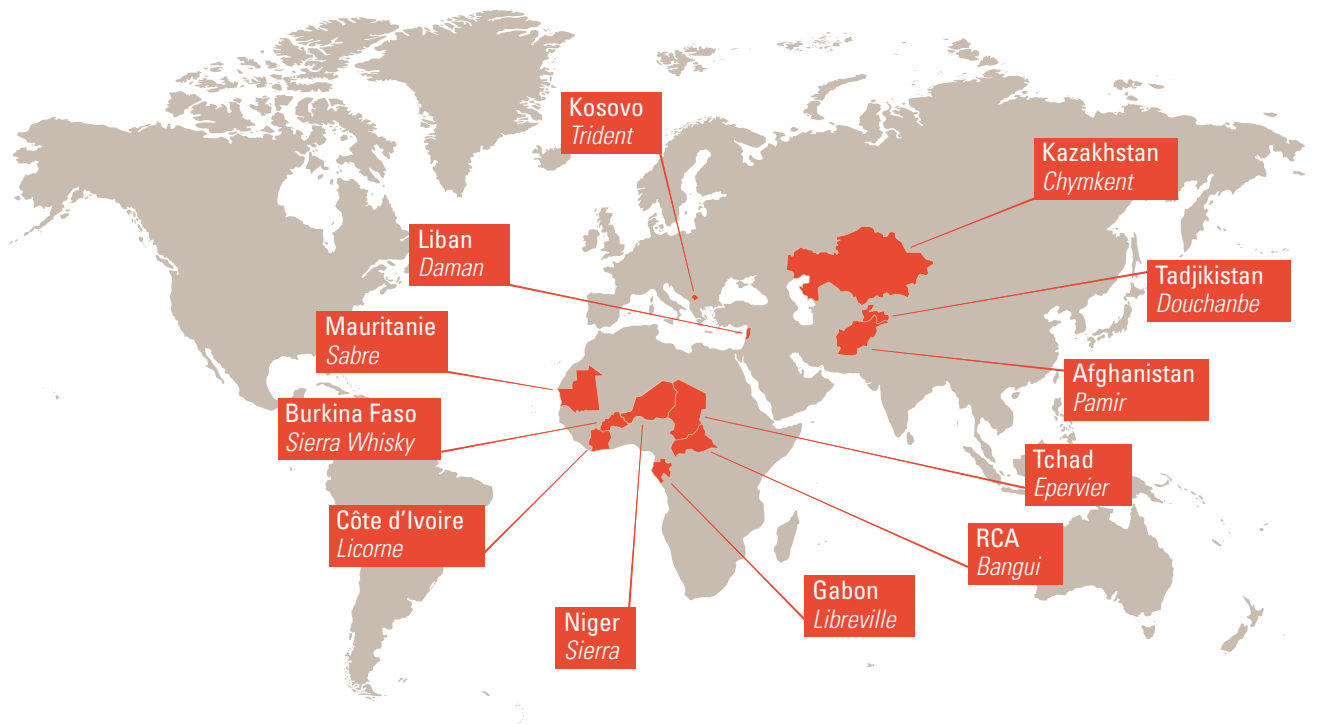 Kosovo
Trident
Kazakhstan
Chymkent
Liban
Daman
Tadjikistan
Douchanbe
Mauritanie
Sabre
Afghanistan
Pamir
Burkina Faso
Sierra Whisky
Tchad
Epervier
Côte d’Ivoire
Licorne
RCA
Bangui
Gabon
Libreville
Niger
Sierra